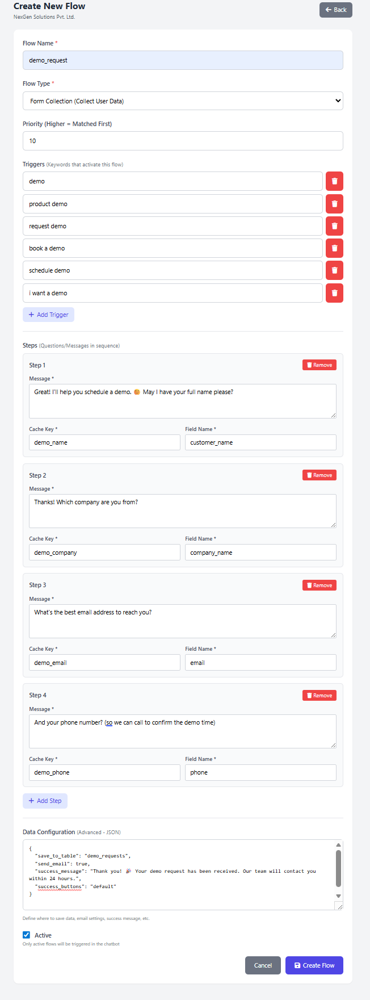 Create New Flow
NexGen Solutions Pvt. Ltd.
Back
Flow Name *
demo_request
Flow Type *
Form Collection (Collect User Data)
Priority (Higher = Matched First)
10
Triggers (Keywords that activate this flow)
demo
product demo
request demo
book a demo
schedule demo
i want a demo
+ Add Trigger
Steps (Questions/Messages in sequence)
Step 1
Remove
Message *
Great! I'll help you schedule a demo. 😊 May I have your full name please?
Cache Key *
Field Name *
demo_name
customer_name
Step 2
Remove
Message *
Thanks! Which company are you from?
Cache Key *
Field Name *
demo_company
company_name
Step 3
Remove
Message *
What's the best email address to reach you?
Cache Key *
Field Name *
demo_email
email
Step 4
Remove
Message *
And your phone number? (so we can call to confirm the demo time)
Cache Key *
Field Name *
demo_phone
phone
+ Add Step
Data Configuration (Advanced - JSON)
{
"save_to_table": "demo_requests",
"send_email": true,
"success_message": "Thank you! 🎉 Your demo request has been received. Our team will contact you
within 24 hours.",
"success_buttons": "default"
}
Define where to save data, email settings, success message, etc.
Active
Only active flows will be triggered in the chatbot
Cancel
Create Flow